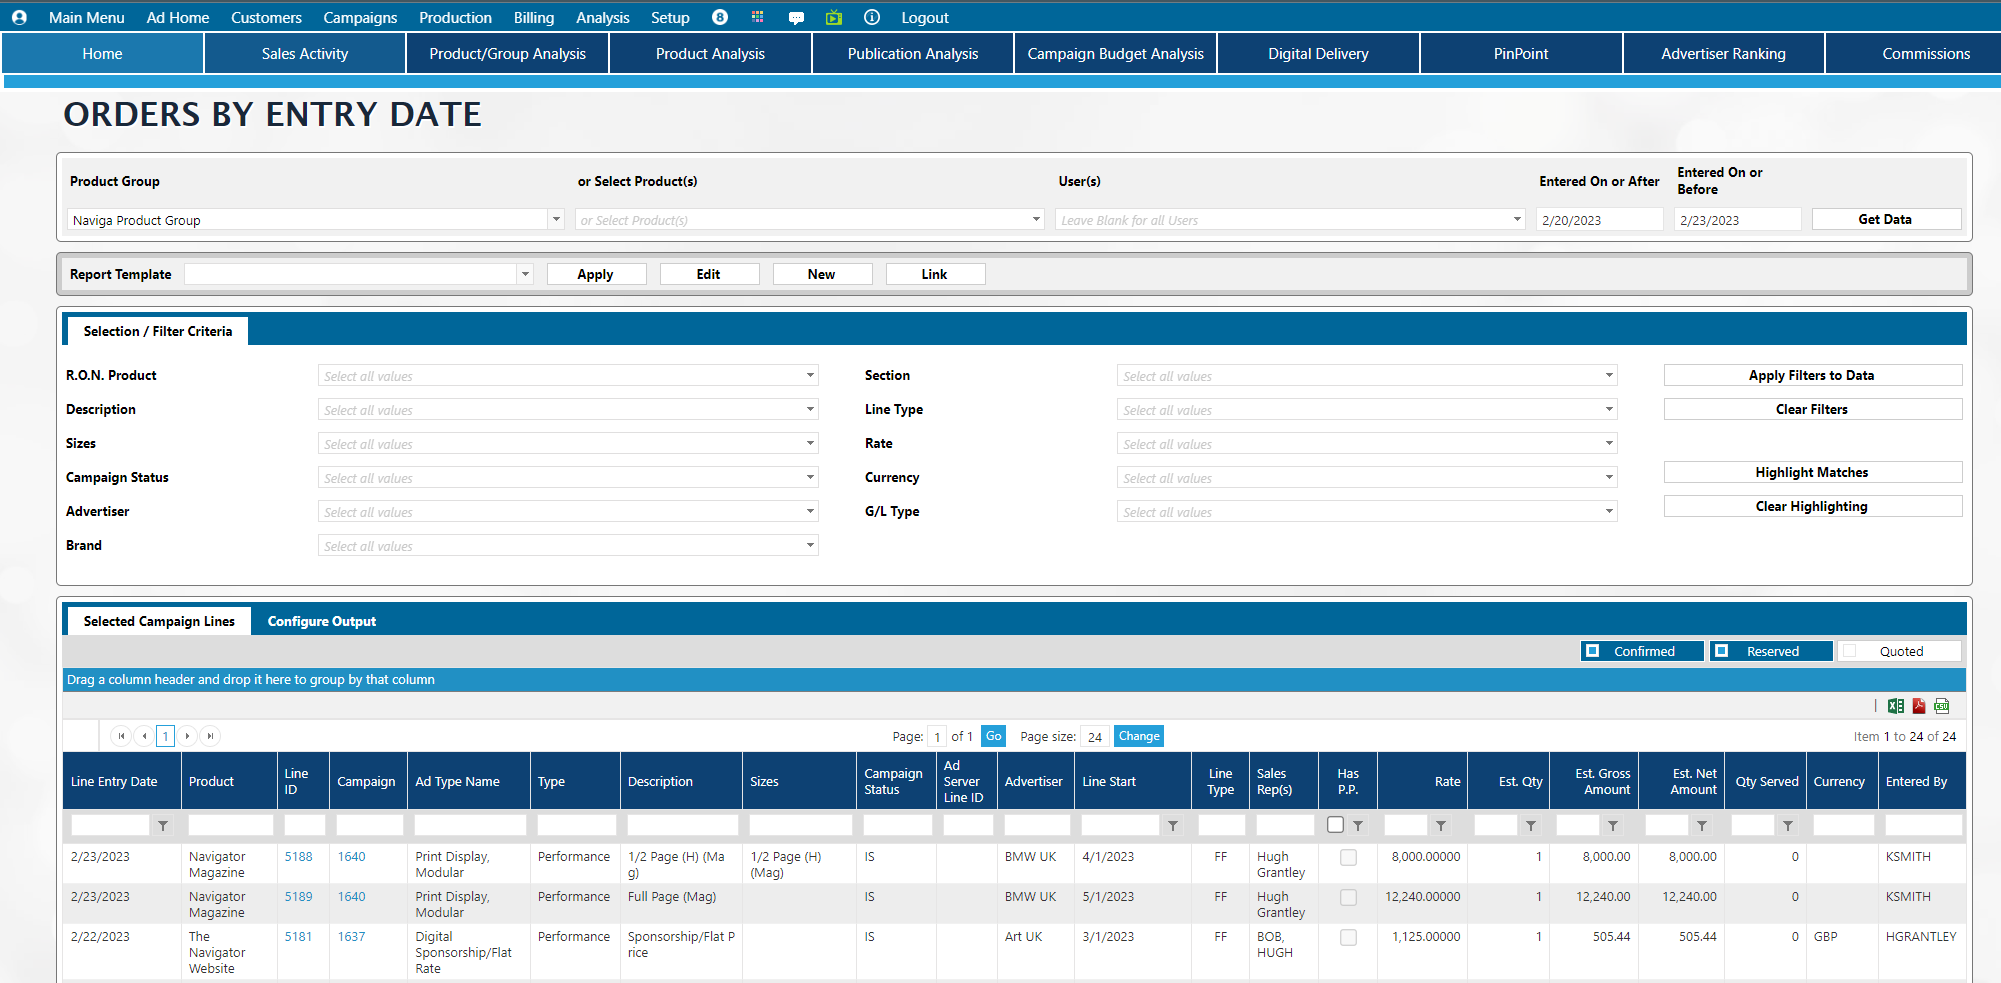 Main Menu Ad Home Customers Campaigns Production Billing Analysis Setup 8 Logout
Home Sales Activity Product/Group Analysis Product Analysis Publication Analysis Campaign Budget Analysis Digital Delivery PinPoint Advertiser Ranking Commissions
ORDERS BY ENTRY DATE
Product Group or Select Product(s) User(s) Entered On or After Entered On or
Before
Naviga Product Group or Select Product(s) Leave Blank for all Users 2/20/2023 2/23/2023 Get Data
Report Template Apply Edit New Link
Selection / Filter Criteria
R.O.N. Product Select all values Section Select all values Apply Filters to Data
Description Select all values Line Type Select all values Clear Filters
Sizes Select all values Rate Select all values
Campaign Status Select all values Currency Select all values Highlight Matches
Advertiser Select all values G/L Type Select all values Clear Highlighting
Brand Select all values
Selected Campaign Lines Configure Output
Confirmed Reserved Quoted
Drag a column header and drop it here to group by that column
1 Page: 1 of 1 Go Page size: 24 Change Item 1 to 24 of 24
Line Entry Date Product Line ID Campaign Ad Type Name Type Description Sizes Campaign Status Ad Server Line ID Advertiser Line Start Line Type Sales Rep(s) Has P.P. Rate Est. Qty Est. Gross Amount Est. Net Amount Qty Served Currency Entered By
2/23/2023 Navigator 5188 1640 Print Display, Performance 1/2 Page (H) (Ma 1/2 Page (H) IS BMW UK 4/1/2023 FF Hugh 8,000.00000 1 8,000.00 8,000.00 0 KSMITH
Magazine Modular g) (Mag) Grantley
2/23/2023 Navigator 5189 1640 Print Display, Performance Full Page (Mag) IS BMW UK 5/1/2023 FF Hugh 12,240.00000 1 12,240.00 12,240.00 0 KSMITH
Magazine Modular Grantley
2/22/2023 The 5181 1637 Digital Performance Sponsorship/Flat P IS Art UK 3/1/2023 FF BOB, 1,125.00000 1 505.44 505.44 0 GBP HGRANTLEY
Navigator Sponsorship/Flat rice HUGH
Website Rate